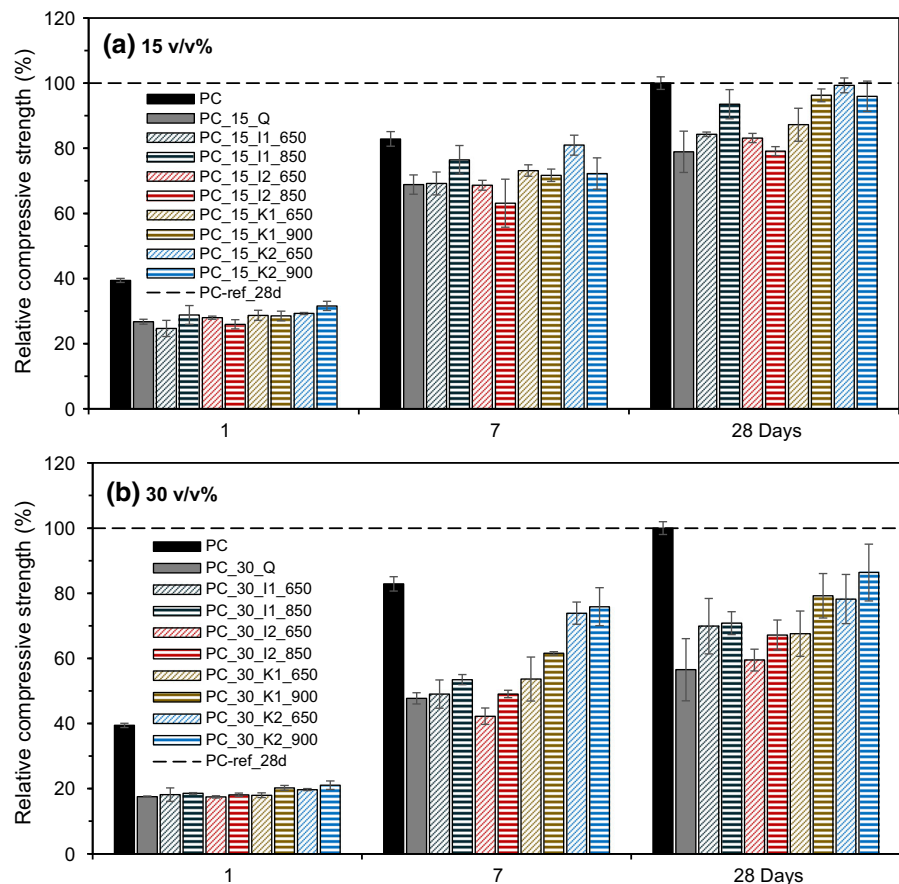 120
(a) 15 v/v%
100
PC
PC_15_Q
80
PC_15_I1_650
PC_15_I1_850
PC_15_I2_650
60
PC_15_I2_850
PC_15_K1_650
PC_15_K1_900
40
PC_15_K2_650
PC_15_K2_900
PC-ref_28d
20
0
Relative compressive strength (%)
1 7 28 Days
120
(b) 30 v/v%
100
PC
PC_30_Q
80
PC_30_I1_650
PC_30_I1_850
PC_30_I2_650
60
PC_30_I2_850
PC_30_K1_650
PC_30_K1_900
40
PC_30_K2_650
PC_30_K2_900
PC-ref_28d
20
0
Relative compressive strength (%)
1 7 28 Days